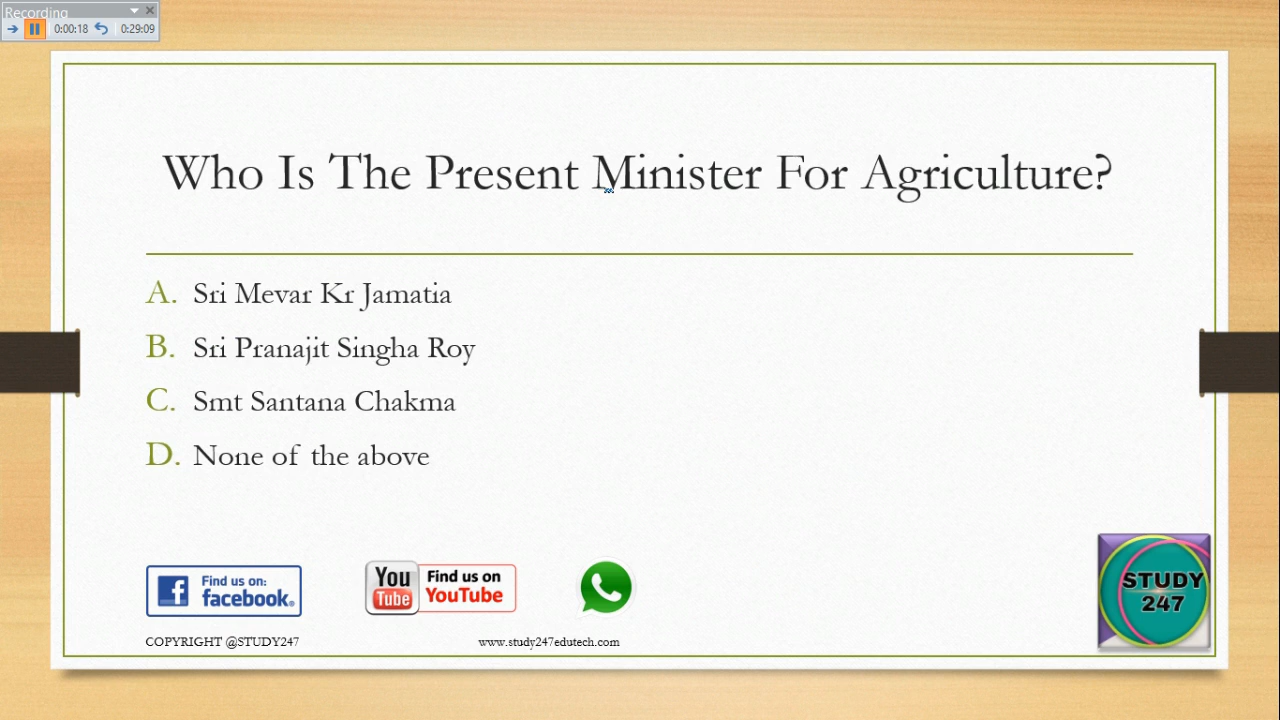 Recording
0:00:18 0:29:09
Who Is The Present Minister For Agriculture?
A. Sri Mevar Kr Jamatia
B. Sri Pranajit Singha Roy
C. Smt Santana Chakma
D. None of the above
Find us on:
facebook.
You
Tube
Find us on
YouTube
STUDY
247
COPYRIGHT @STUDY247
www.study247edutech.com